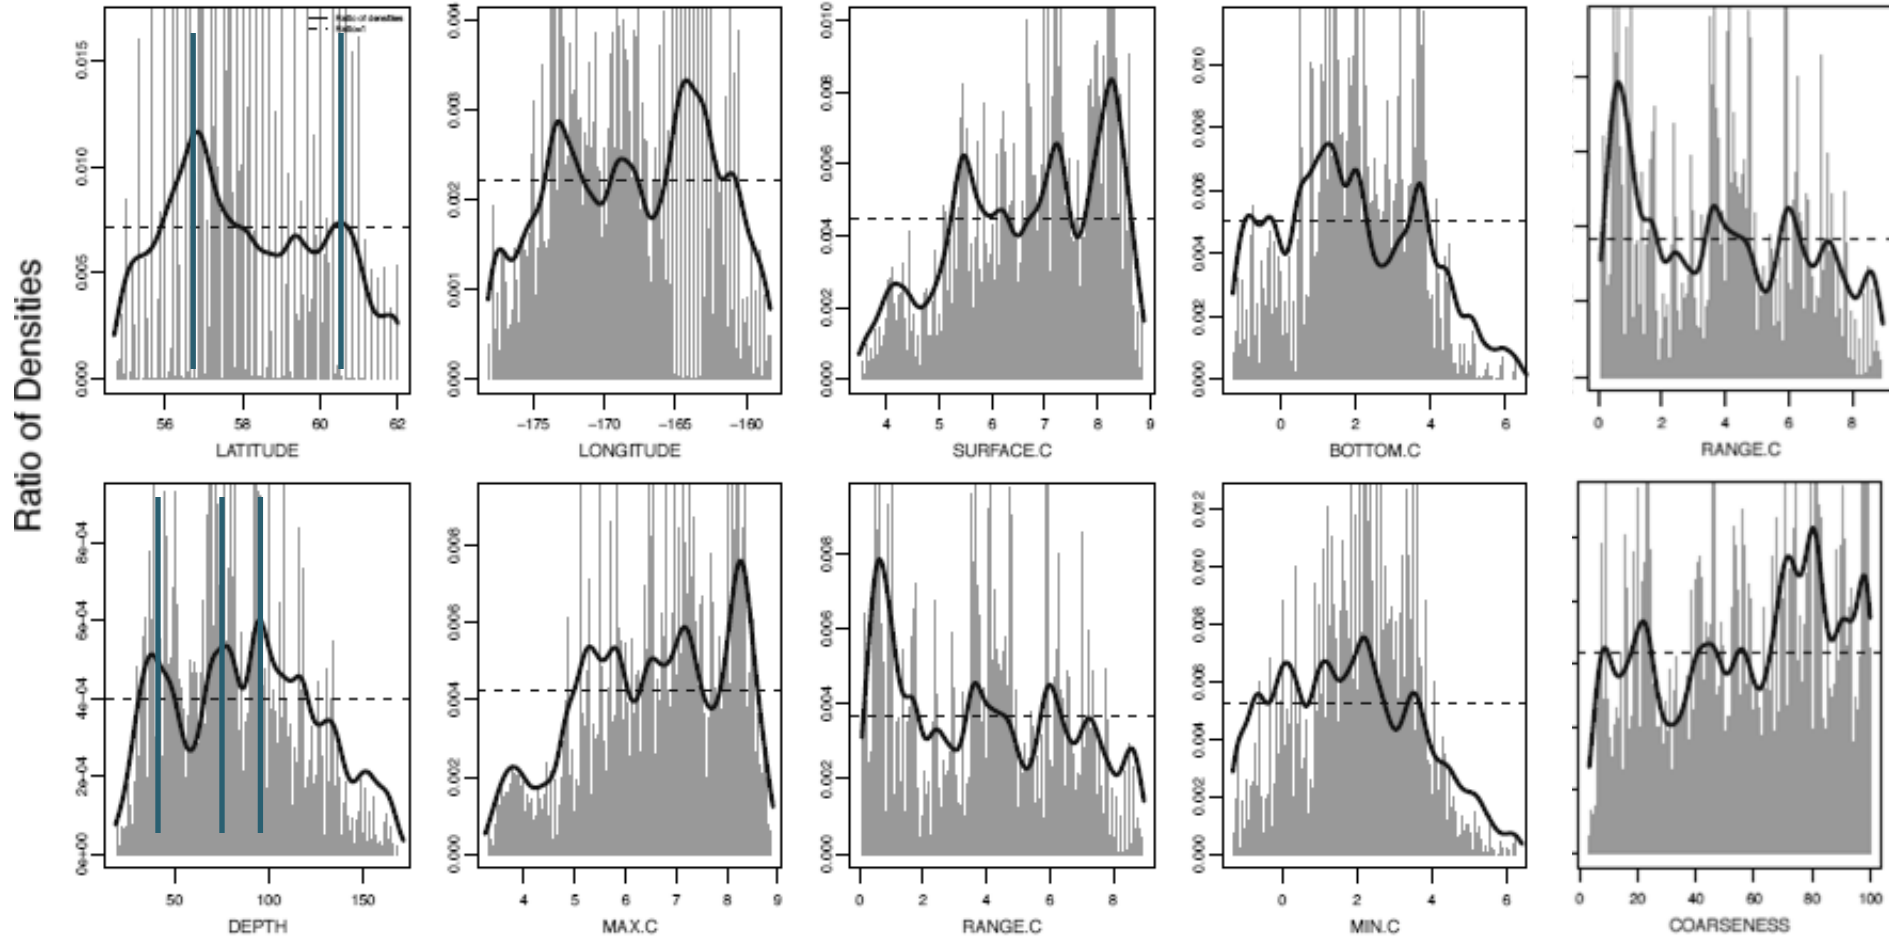 Ratio of Densities
0.000 0.005 0.010 0.015
56 58 60 62
LATITUDE
Ratio of densities
Ratio=1
0.000 0.001 0.002 0.003 0.004
−175 −170 −165 −160
LONGITUDE
0.000 0.002 0.004 0.006 0.008 0.010
4 5 6 7 8 9
SURFACE.C
0.000 0.002 0.004 0.006 0.008 0.010
0 2 4 6
BOTTOM.C
0 2 4 6 8
RANGE.C
0e+00 2e-04 4e-04 6e-04 8e-04
50 100 150
DEPTH
0.000 0.002 0.004 0.006 0.008
4 5 6 7 8 9
MAX.C
0.000 0.002 0.004 0.006 0.008
0 2 4 6 8
RANGE.C
0.000 0.002 0.004 0.006 0.008 0.010 0.012
0 2 4 6
MIN.C
0 20 40 60 80 100
COARSENESS